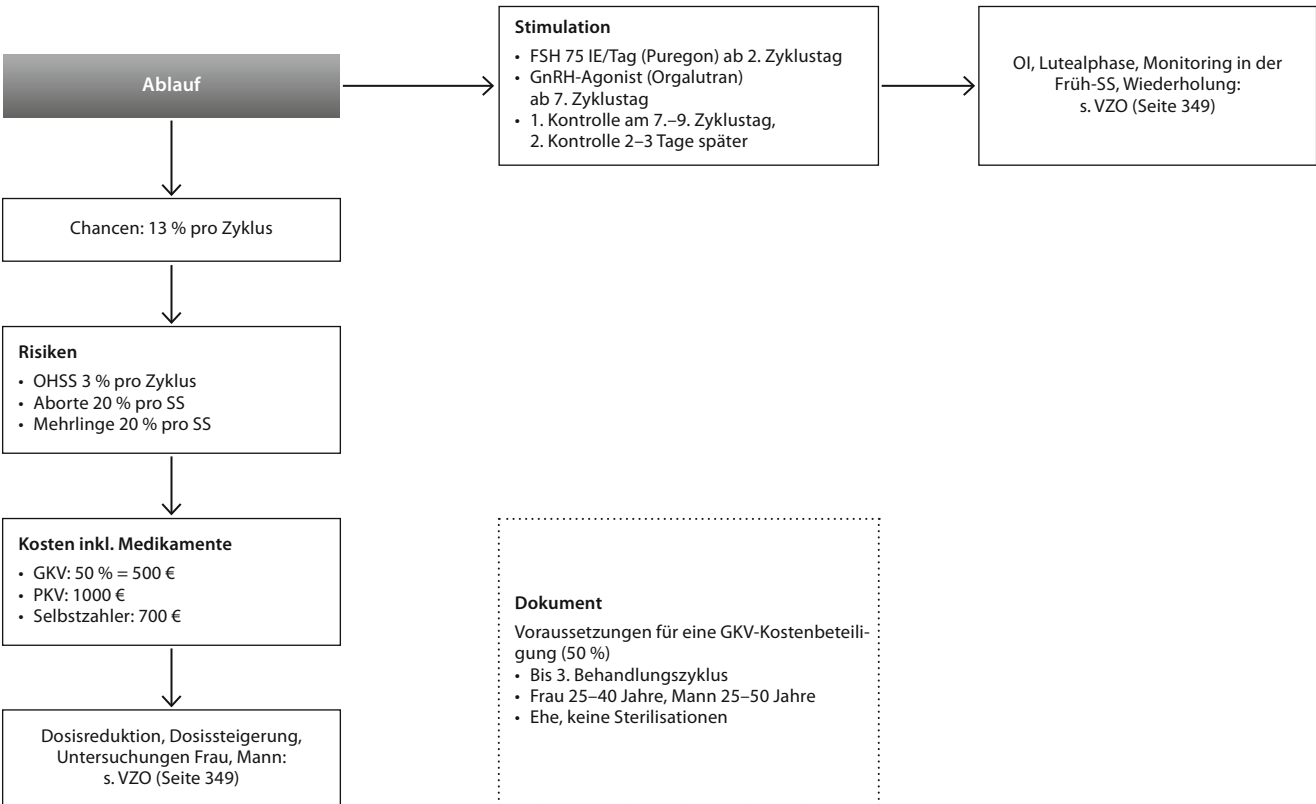 Ablauf
Stimulation
• FSH 75 IE/Tag (Puregon) ab 2. Zyklustag
• GnRH-Agonist (Orgalutran)
ab 7. Zyklustag
• 1. Kontrolle am 7.–9. Zyklustag,
2. Kontrolle 2–3 Tage später
OI, Lutealphase, Monitoring in der
Früh-SS, Wiederholung:
s. VZO (Seite 349)
Chancen: 13 % pro Zyklus
Risiken
• OHSS 3 % pro Zyklus
• Aborte 20 % pro SS
• Mehrlinge 20 % pro SS
Kosten inkl. Medikamente
• GKV: 50 % = 500 €
• PKV: 1000 €
• Selbstzahler: 700 €
Dosisreduktion, Dosissteigerung,
Untersuchungen Frau, Mann:
s. VZO (Seite 349)
Dokument
Voraussetzungen für eine GKV-Kostenbeteili-
gung (50 %)
• Bis 3. Behandlungszyklus
• Frau 25–40 Jahre, Mann 25–50 Jahre
• Ehe, keine Sterilisationen